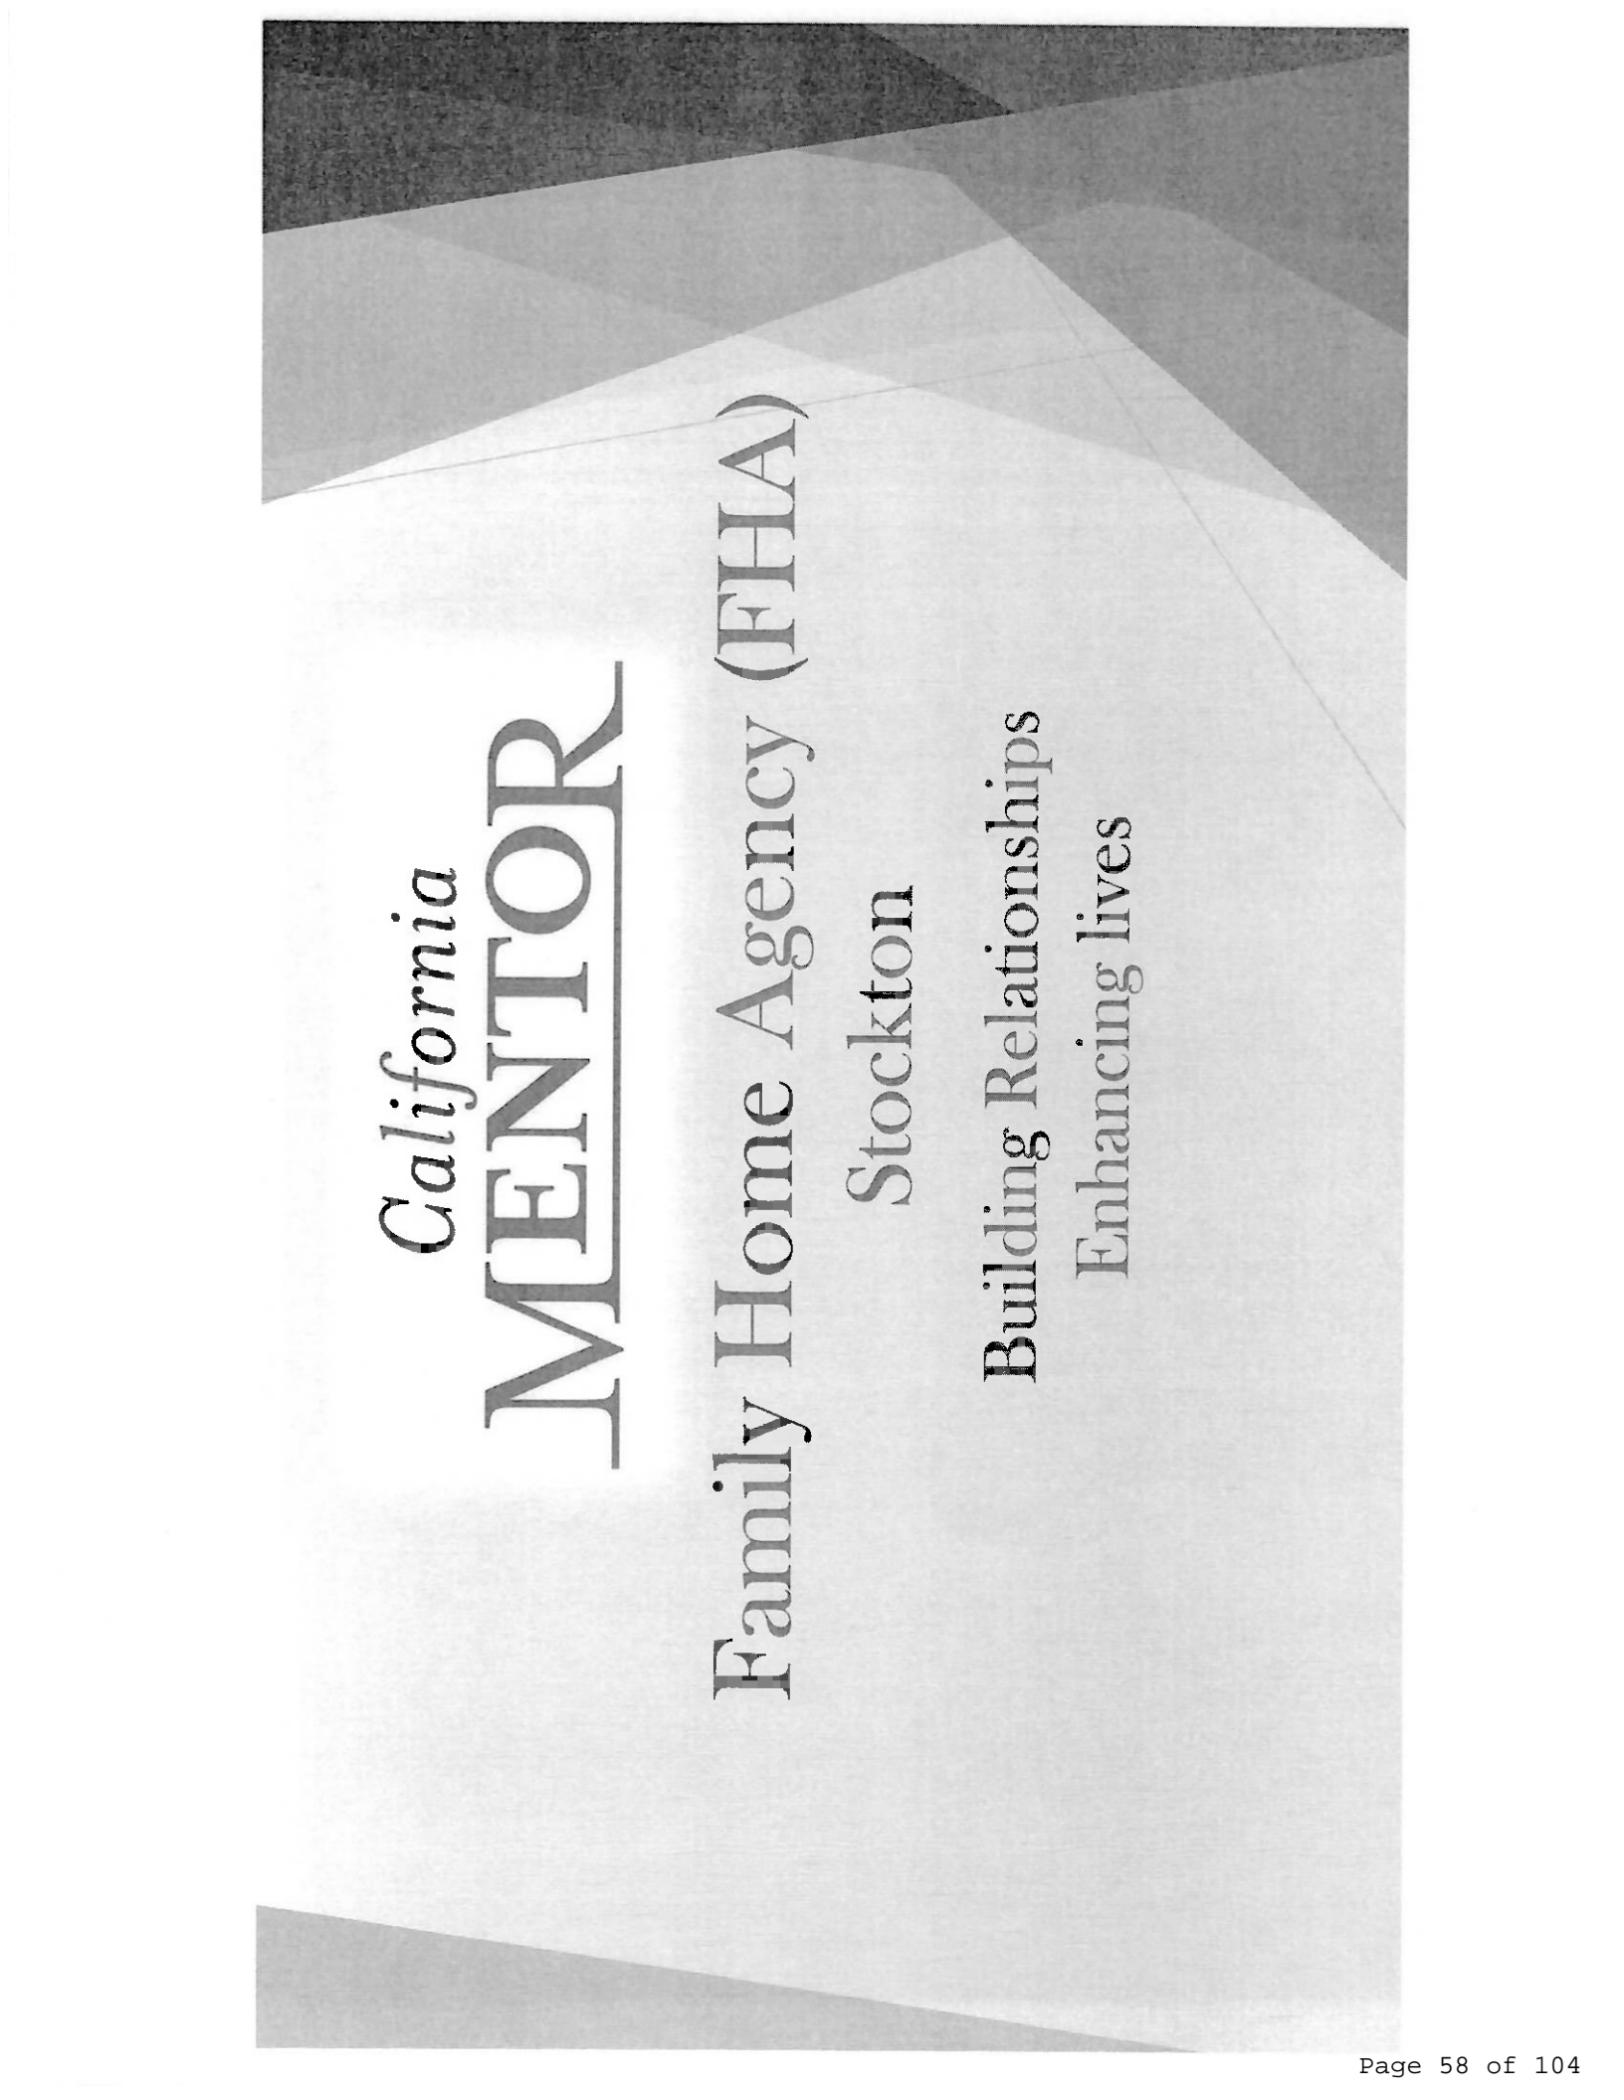 California
MENTOR
Family Home Agency (FHA)
Stockton
Building Relationships
Enhancing lives
Page 58 of 104